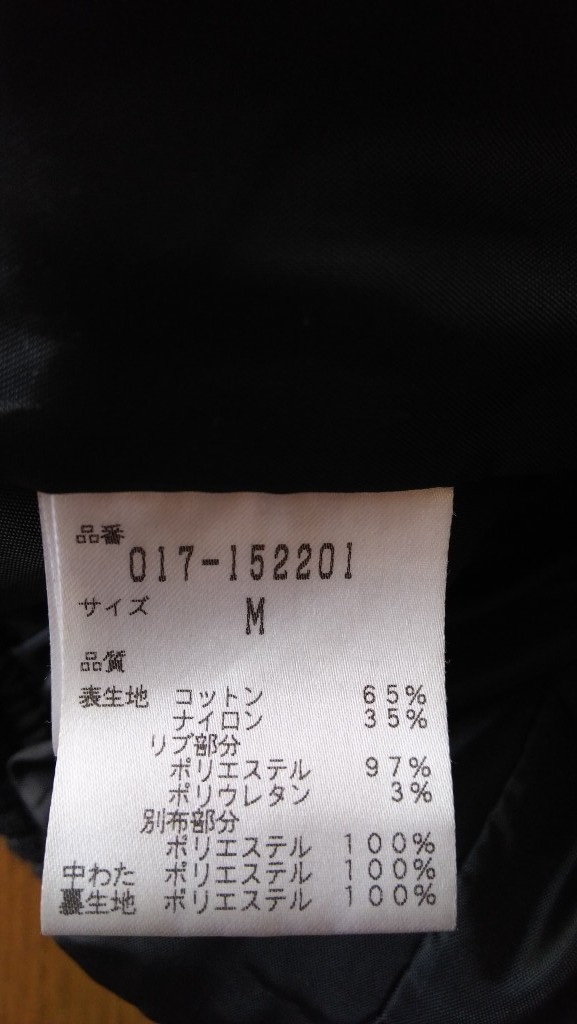 品番
017-152201
サイズ M
品質
表生地 コットン 65%
ナイロン 35%
リブ部分
ポリエステル 97%
ポリウレタン 3%
別布部分
ポリエステル 100%
中わた ポリエステル 100%
裏生地 ポリエステル 100%